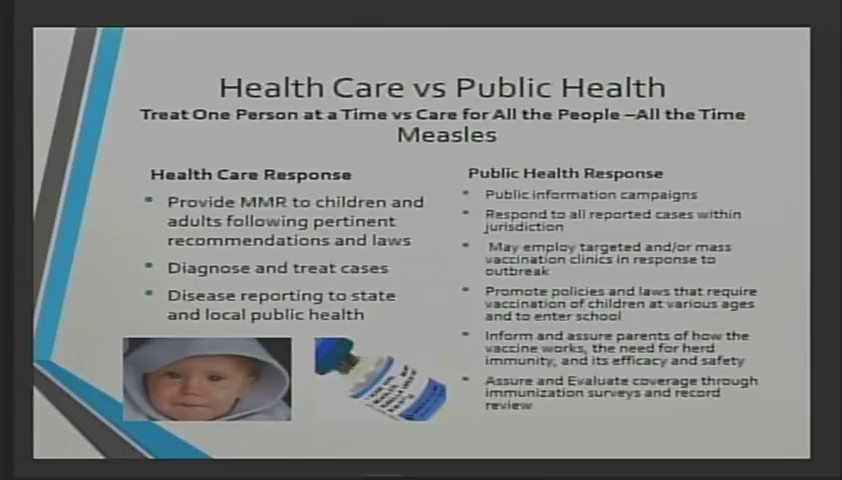 Health Care vs Public Health
Treat One Person at a Time vs Care for All the People –All the Time
Measles
Health Care Response
Provide MMR to children and
adults following pertinent
recommendations and laws
Diagnose and treat cases
Disease reporting to state
and local public health
Public Health Response
Public information campaigns
Respond to all reported cases within
jurisdiction
May employ targeted and/or mass
vaccination clinics in response to
outbreak
Promote policies and laws that require
vaccination of children at various ages
and to enter school
Inform and assure parents of how the
vaccine works, the need for herd
immunity, and its efficacy and safety
Assure and Evaluate coverage through
immunization surveys and record
review